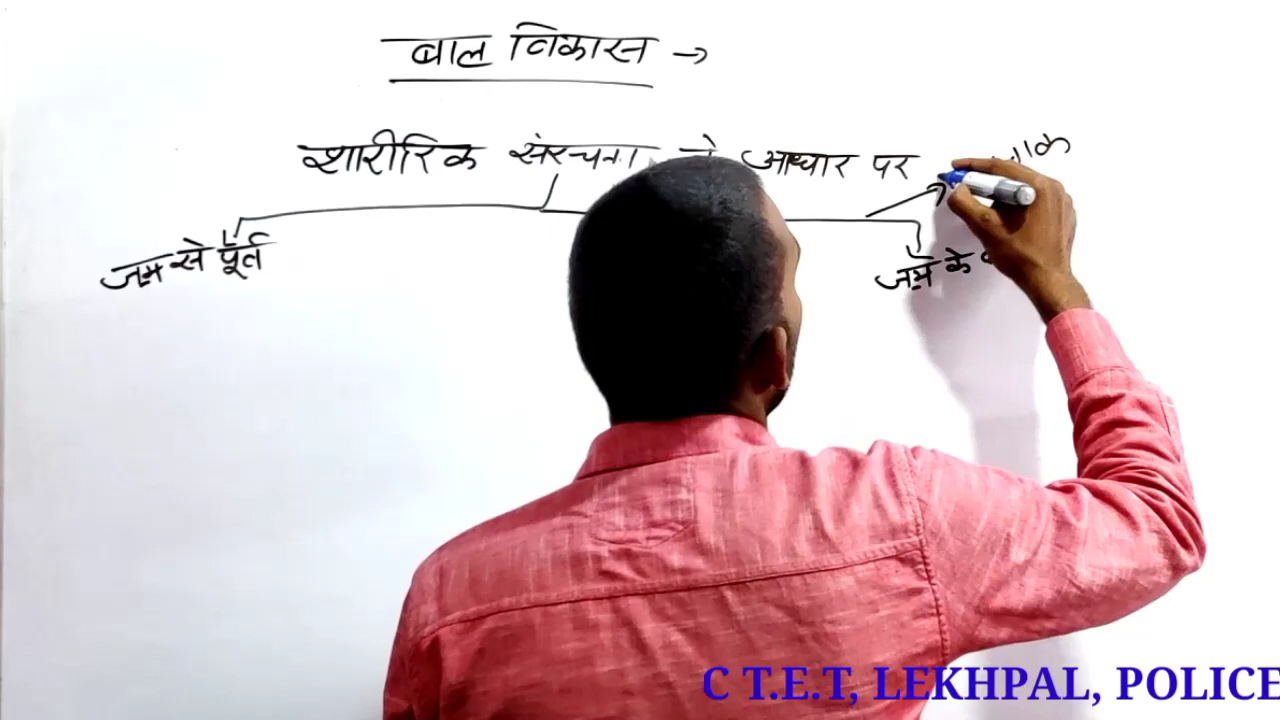 बाल विकास →
शारीरिक संरचना के आधार पर
जन्म से पूर्व
जन्म के
C T.E.T, LEKHPAL, POLICE